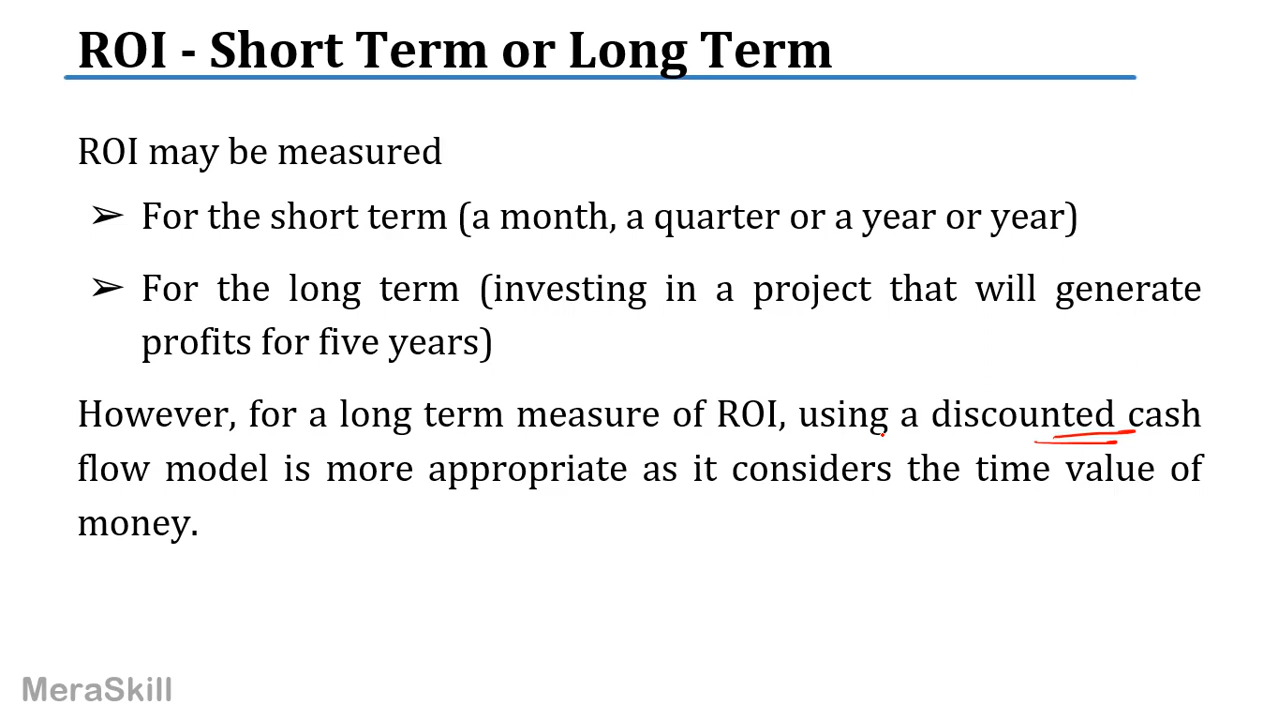 ROI - Short Term or Long Term
ROI may be measured
➢ For the short term (a month, a quarter or a year or year)
➢ For the long term (investing in a project that will generate
profits for five years)
However, for a long term measure of ROI, using a discounted cash
flow model is more appropriate as it considers the time value of
money.
MeraSkill